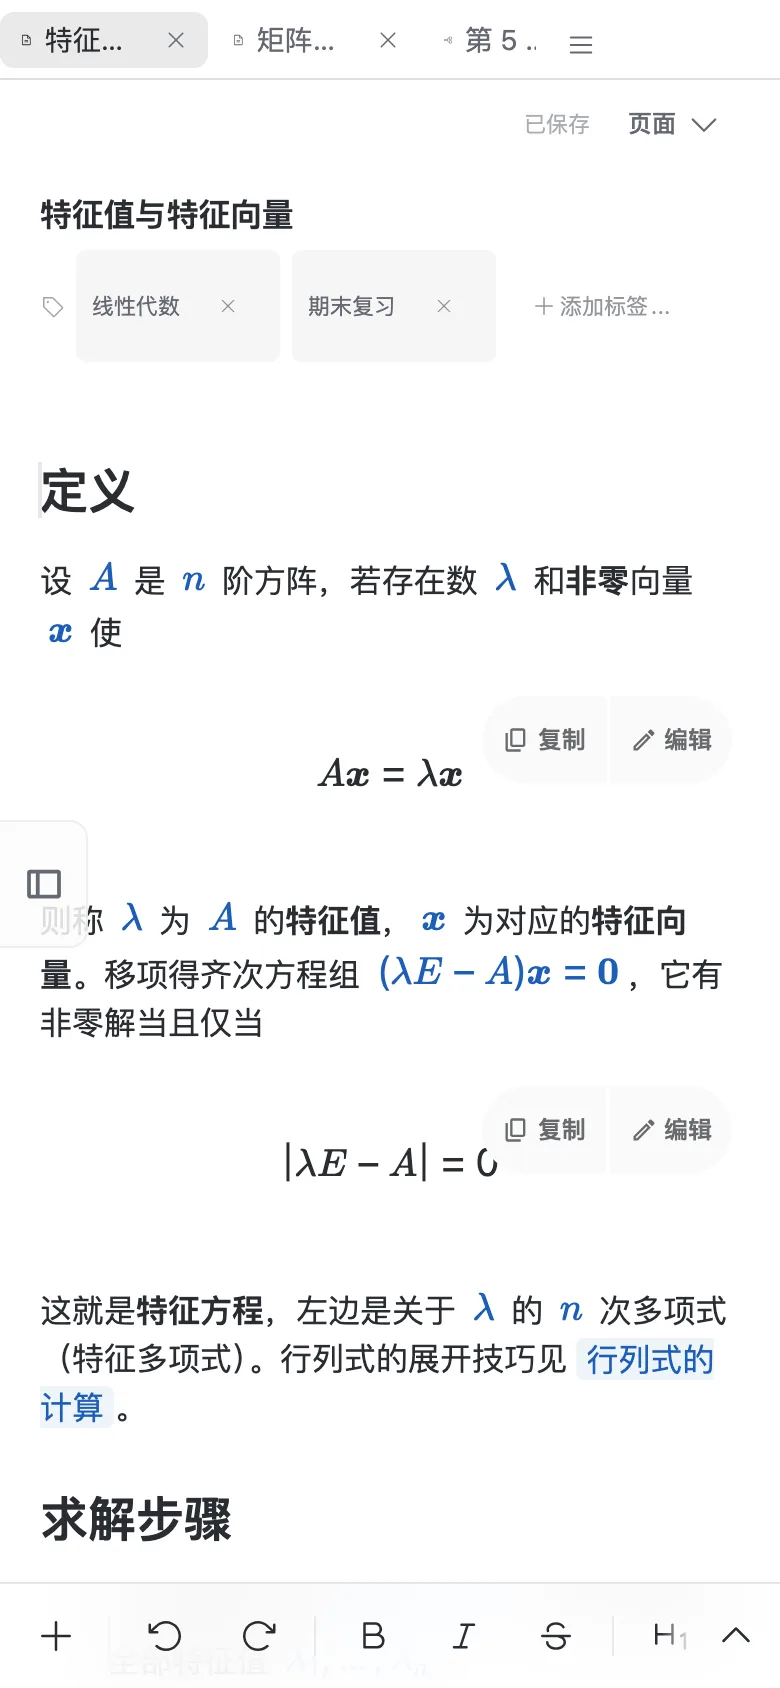 特征...
矩阵...
第 5 ..
已保存
页面
特征值与特征向量
线性代数
期末复习
添加标签...
定义
设 A 是 n 阶方阵，若存在数 λ 和非零向量
x 使
复制
编辑
Ax = λx
则称 λ 为 A 的特征值， x 为对应的特征向
量。移项得齐次方程组 (λE − A)x = 0 ，它有
非零解当且仅当
复制
编辑
|λE − A| = 0
这就是特征方程，左边是关于 λ 的 n 次多项式
（特征多项式）。行列式的展开技巧见 行列式的
计算 。
求解步骤
B I S H1
全部特征值 λ1, ..., λn